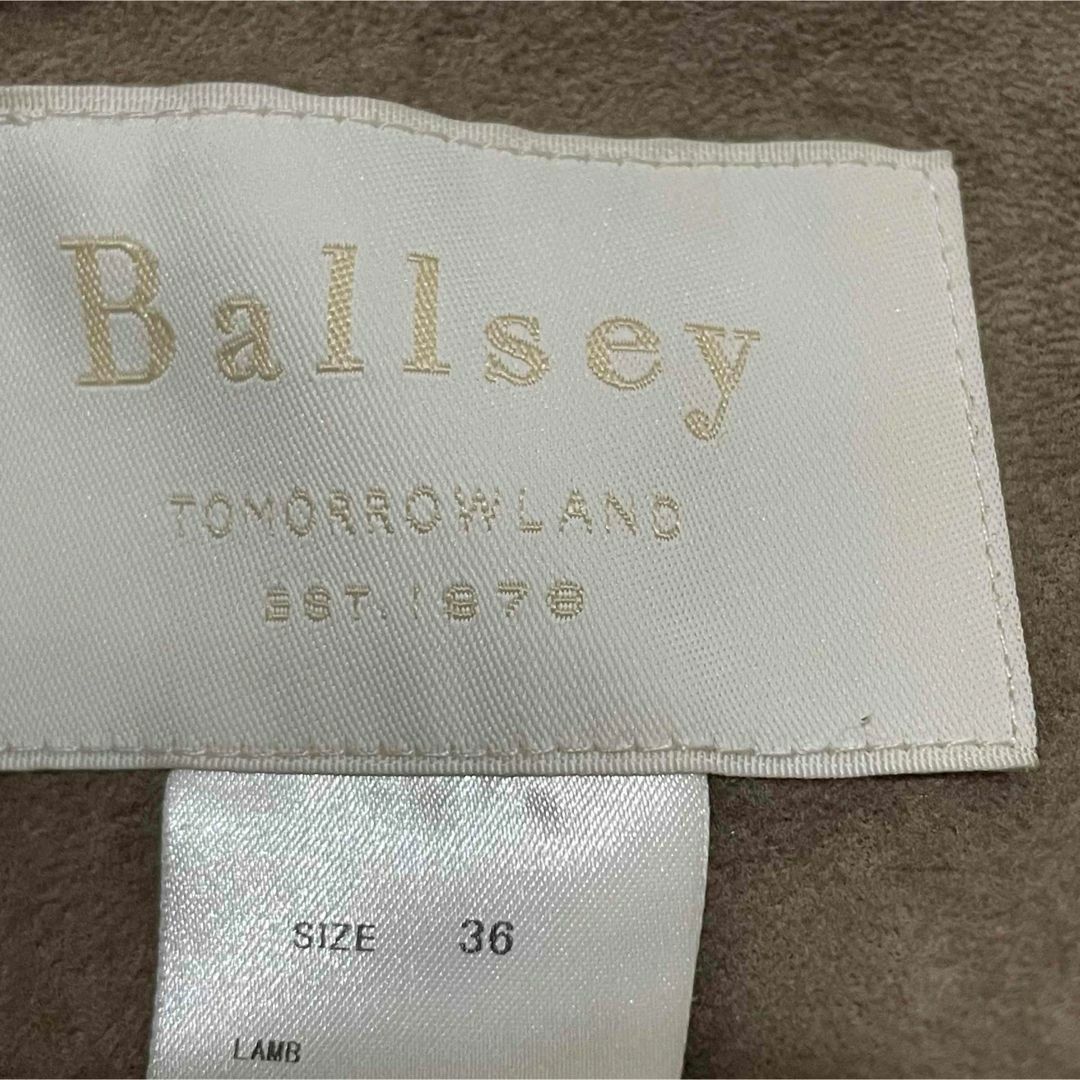 Ballsey
TOMORROWLAND
EST. 1978
SIZE 36
LAMB